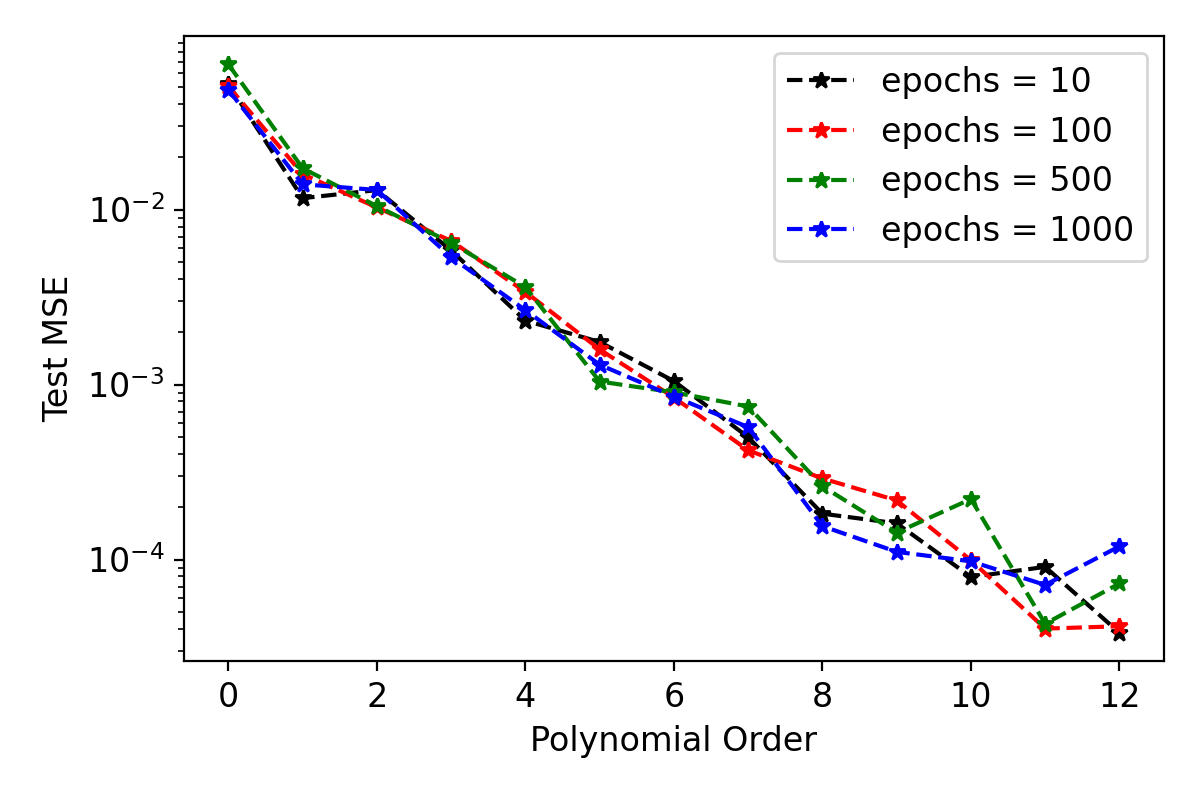 epochs = 10
epochs = 100
epochs = 500
epochs = 1000
10⁻²
10⁻³
10⁻⁴
Test MSE
0 2 4 6 8 10 12
Polynomial Order